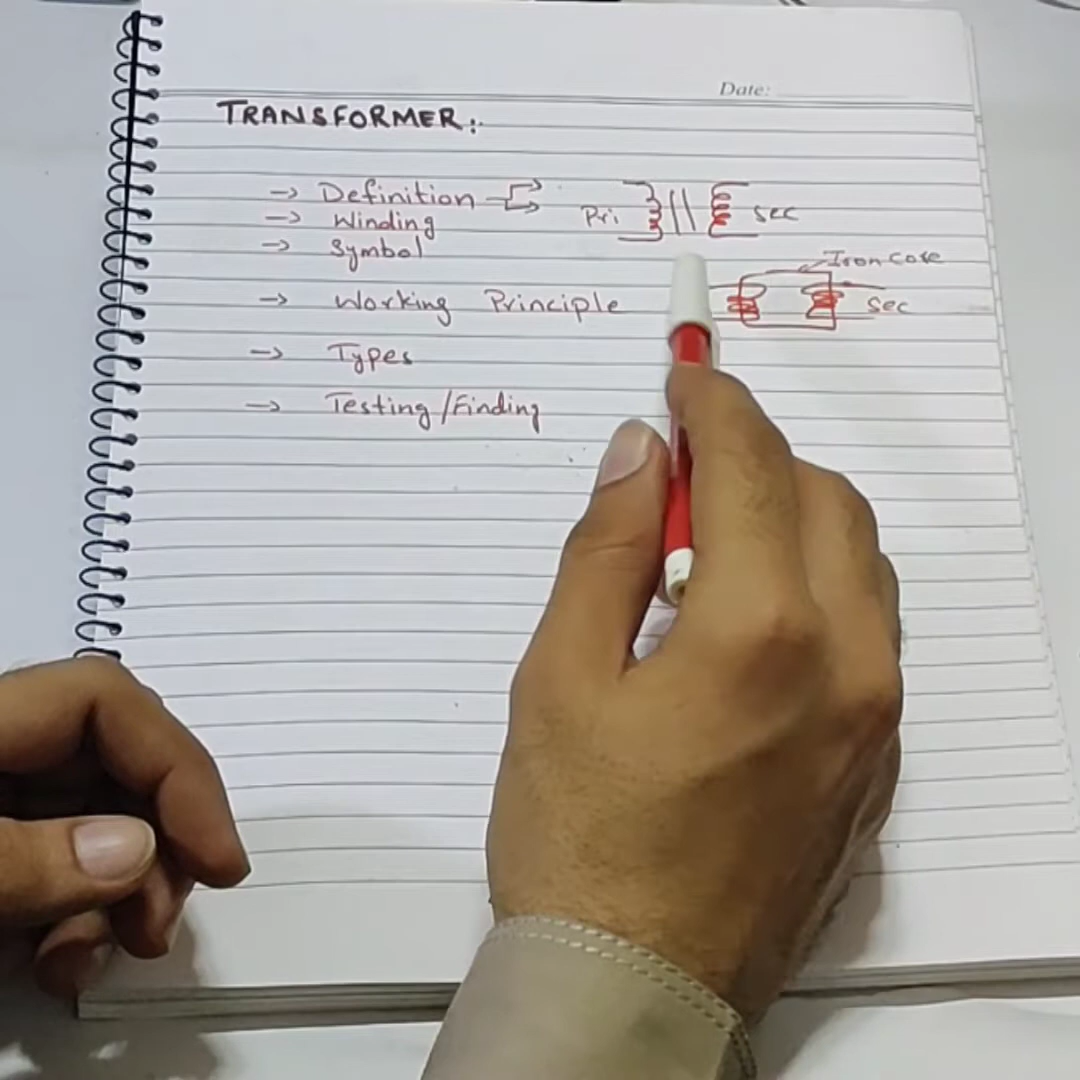 Date:
TRANSFORMER:
→ Definition
→ Winding
→ Symbol
Pri sec
Iron Core
→ Working Principle
Sec
→ Types
→ Testing/Finding